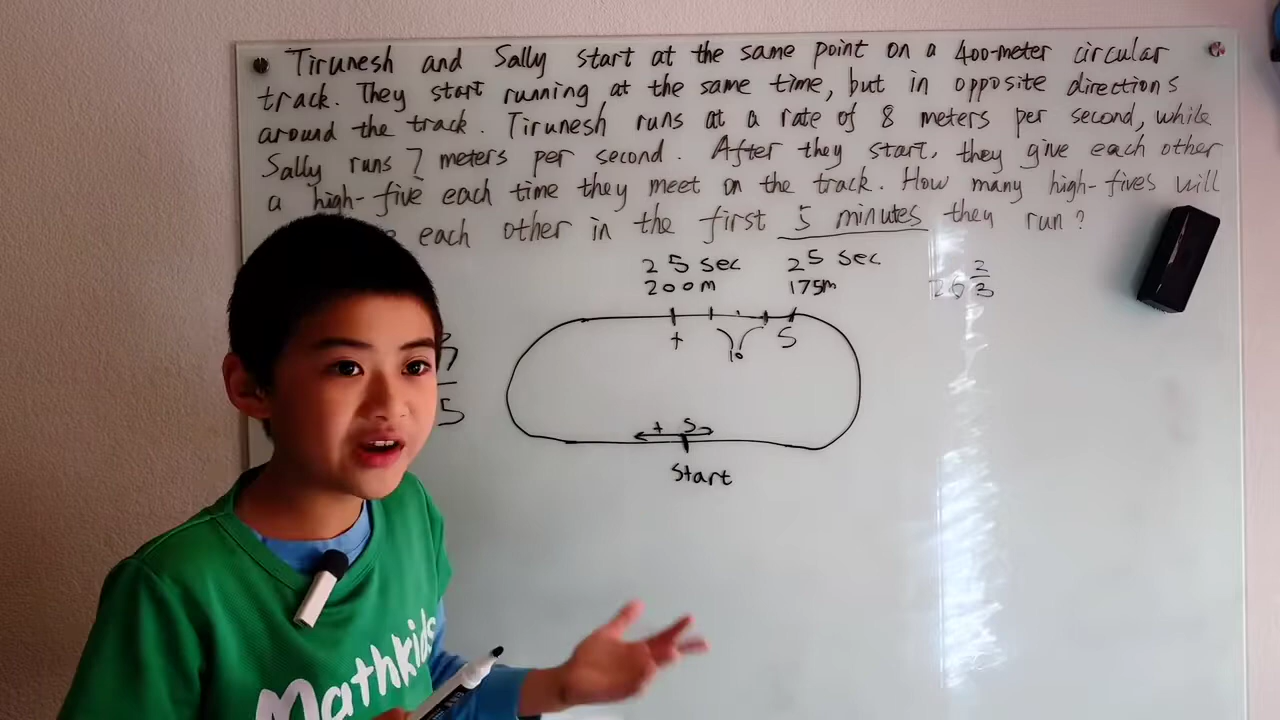 Tirunesh and Sally start at the same point on a 400-meter circular
track. They start running at the same time, but in opposite directions
around the track. Tirunesh runs at a rate of 8 meters per second, while
Sally runs 7 meters per second. After they start, they give each other
a high-five each time they meet on the track. How many high-fives will
each other in the first 5 minutes they run?
25 sec 25 sec
200m 175m
26 2/3
t 10 S
5
t S
Start
Mathkids